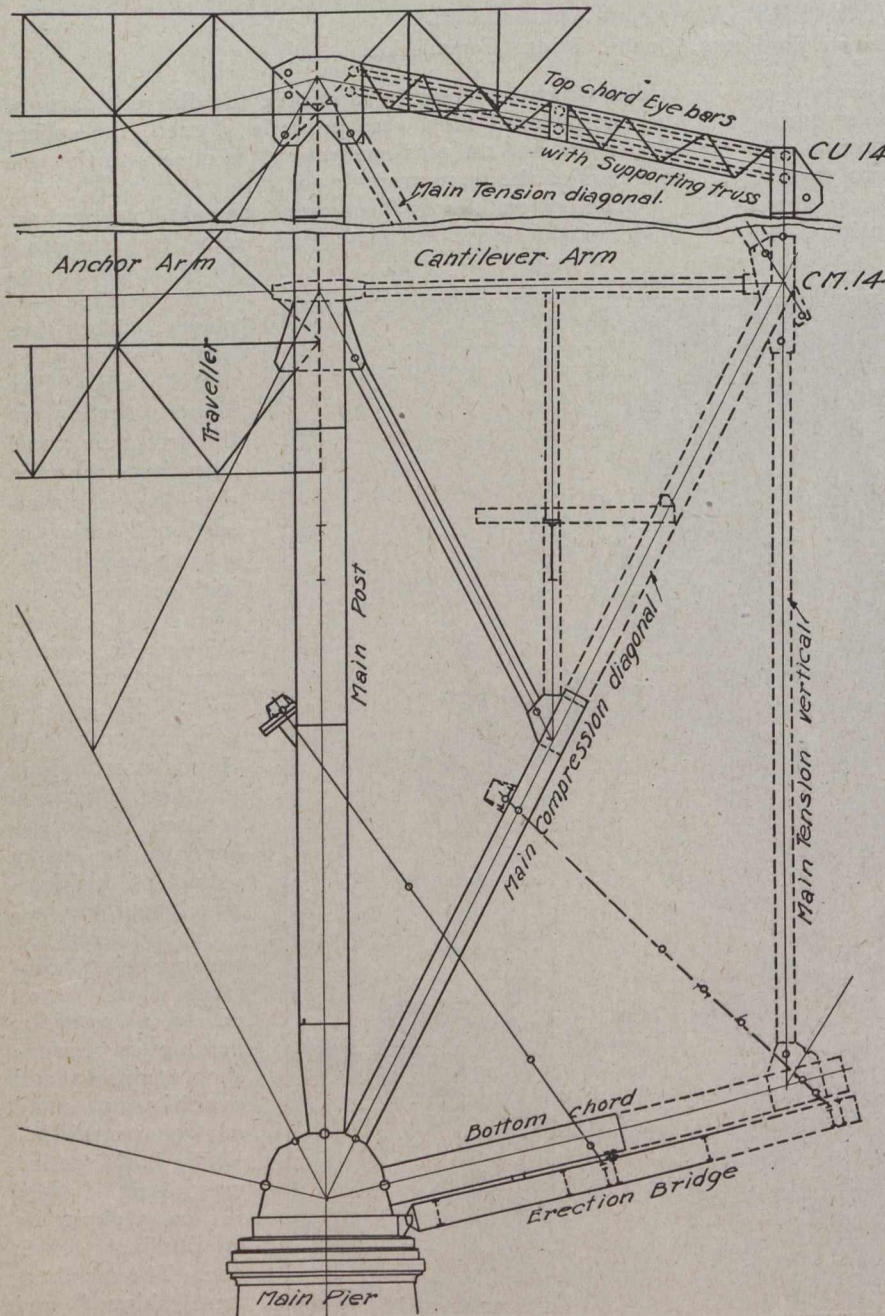 Top chord Eye bars
with Supporting truss
CU 14
Main Tension diagonal.
Anchor Arm
Cantilever Arm
CM.14
Traveller
Main Post
Main Compression diagonal
Main Tension vertical
Bottom chord
Erection Bridge
Main Pier